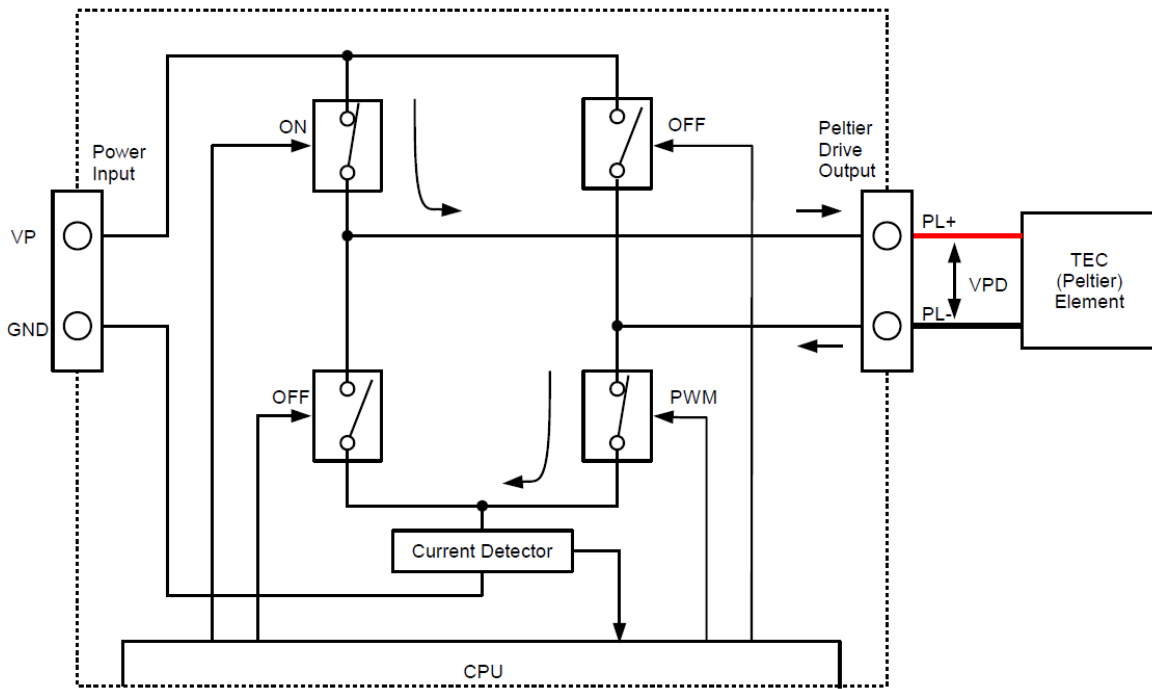 Power
Input
VP
GND
ON
OFF
OFF
PWM
Peltier
Drive
Output
PL+
VPD
PL-
TEC
(Peltier)
Element
Current Detector
CPU